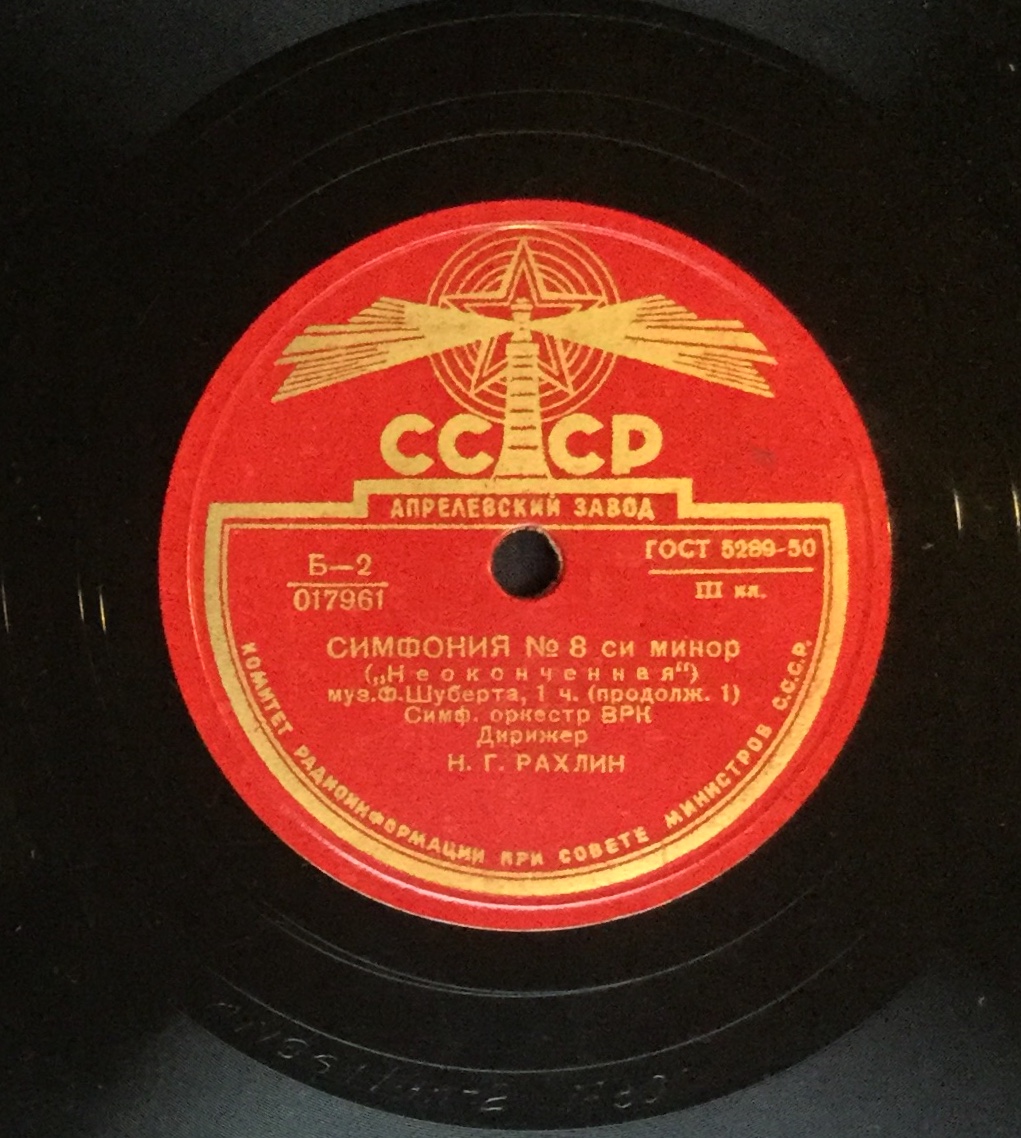 СССР
АПРЕЛЕВСКИЙ ЗАВОД
Б—2
017961
ГОСТ 5289-50
III кл.
СИМФОНИЯ № 8 си минор
(„Неоконченная“)
муз.Ф.Шуберта, 1 ч. (продолж. 1)
Симф. оркестр ВРК
Дирижер
Н. Г. РАХЛИН
КОМИТЕТ РАДИОИНФОРМАЦИИ ПРИ СОВЕТЕ МИНИСТРОВ С.С.С.Р.